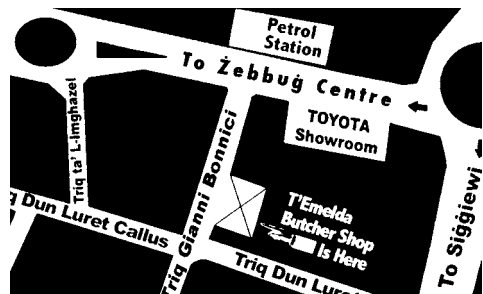 Petrol
Station
To Żebbuġ Centre
TOYOTA
Showroom
Triq ta' L-Imghazel
Triq Gianni Bonnici
T'Emelda
Butcher Shop
Is Here
To Siġġiewi
q Dun Luret Callus
Triq Dun Luret